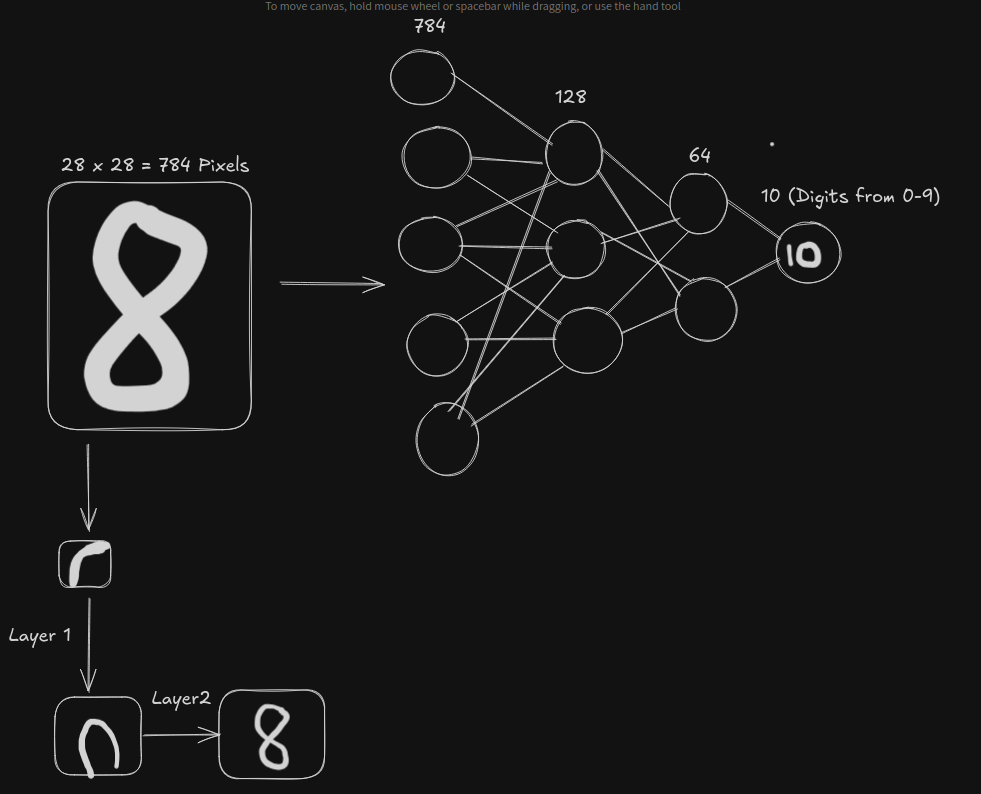 To move canvas, hold mouse wheel or spacebar while dragging, or use the hand tool
784
128
64
28 x 28 = 784 Pixels
10 (Digits from 0-9)
10
8
Layer 1
Layer2
8